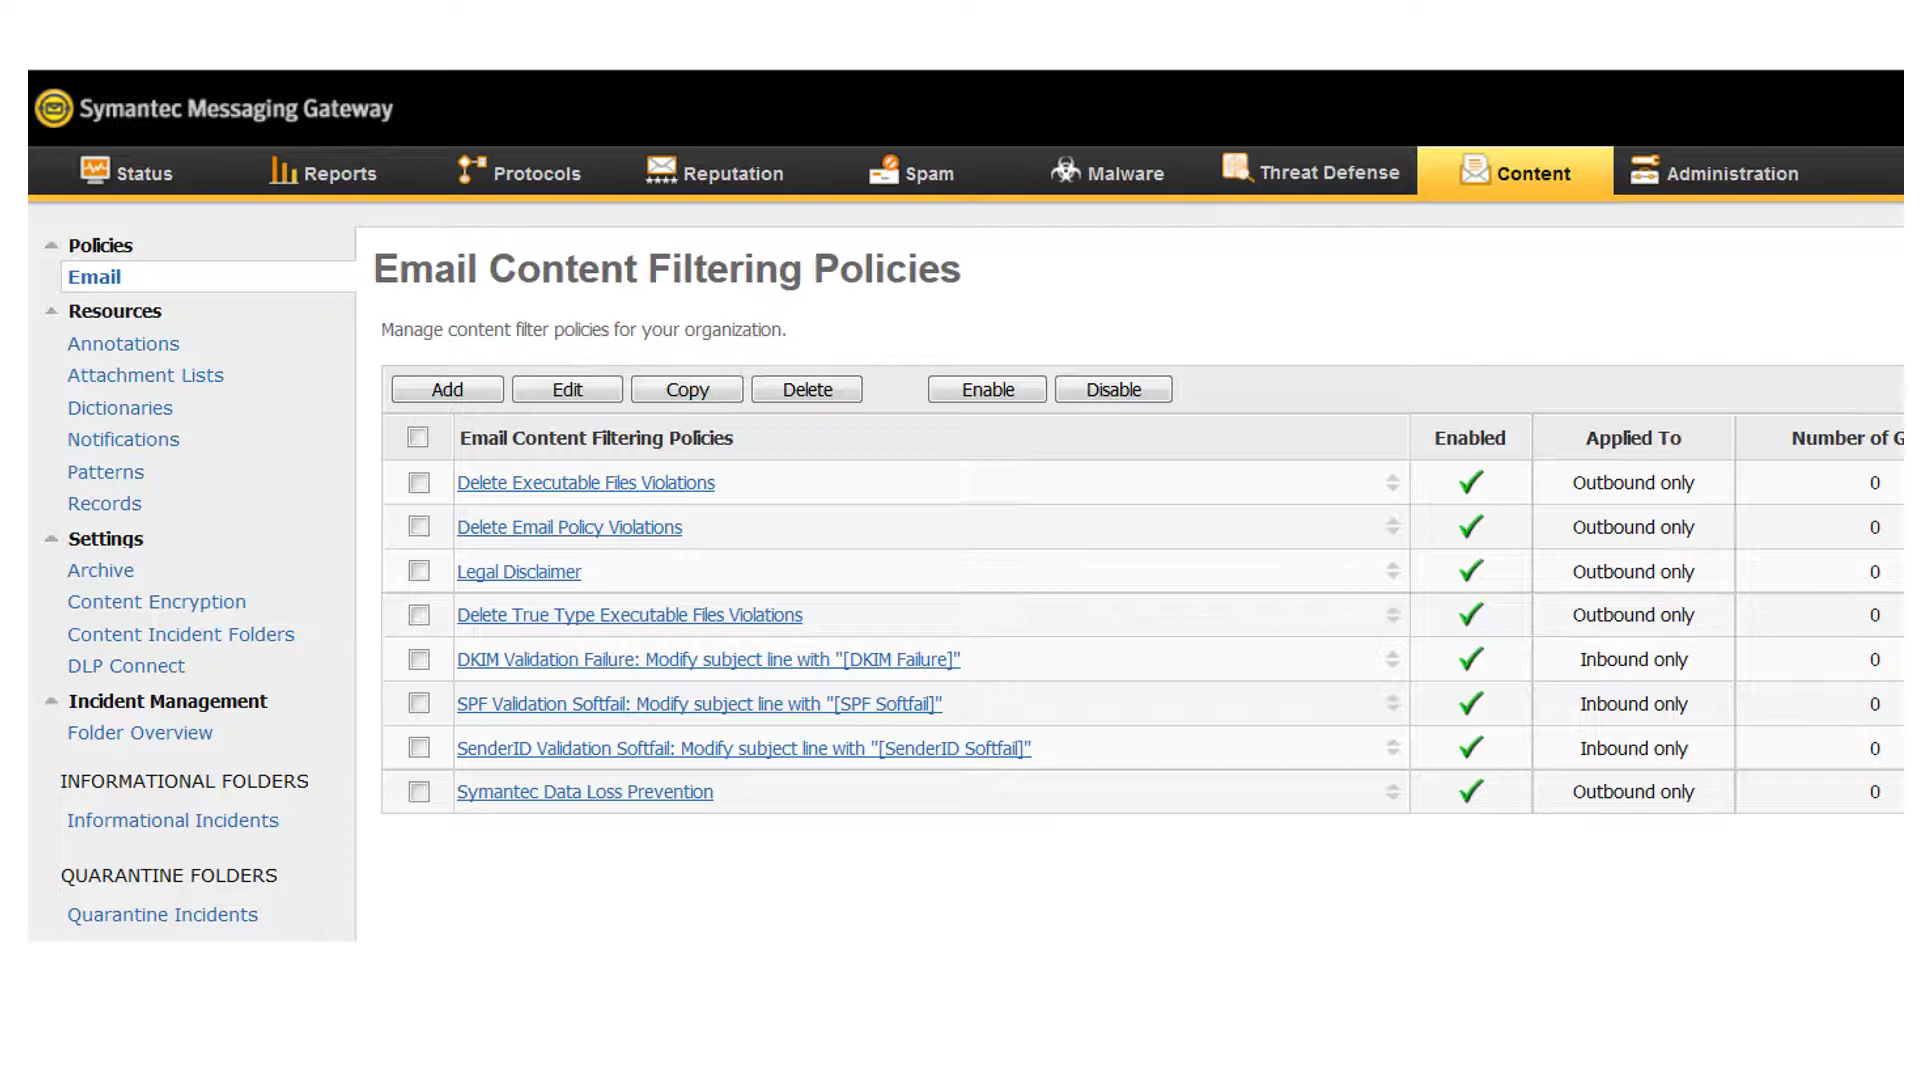 Symantec Messaging Gateway
Status Reports Protocols Reputation Spam Malware Threat Defense Content Administration
Policies
Email
Resources
Annotations
Attachment Lists
Dictionaries
Notifications
Patterns
Records
Settings
Archive
Content Encryption
Content Incident Folders
DLP Connect
Incident Management
Folder Overview
INFORMATIONAL FOLDERS
Informational Incidents
QUARANTINE FOLDERS
Quarantine Incidents
Email Content Filtering Policies
Manage content filter policies for your organization.
Add Edit Copy Delete Enable Disable
Email Content Filtering Policies Enabled Applied To Number of G
Delete Executable Files Violations Outbound only 0
Delete Email Policy Violations Outbound only 0
Legal Disclaimer Outbound only 0
Delete True Type Executable Files Violations Outbound only 0
DKIM Validation Failure: Modify subject line with "[DKIM Failure]" Inbound only 0
SPF Validation Softfail: Modify subject line with "[SPF Softfail]" Inbound only 0
SenderID Validation Softfail: Modify subject line with "[SenderID Softfail]" Inbound only 0
Symantec Data Loss Prevention Outbound only 0